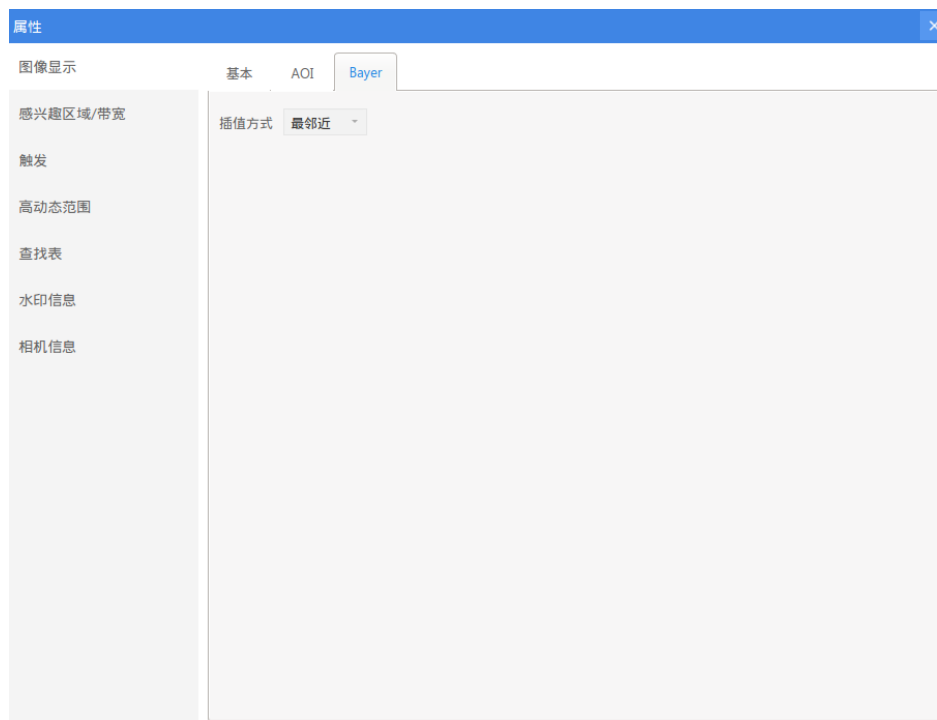 属性
图像显示
感兴趣区域/带宽
触发
高动态范围
查找表
水印信息
相机信息
基本 AOI Bayer
插值方式 最邻近